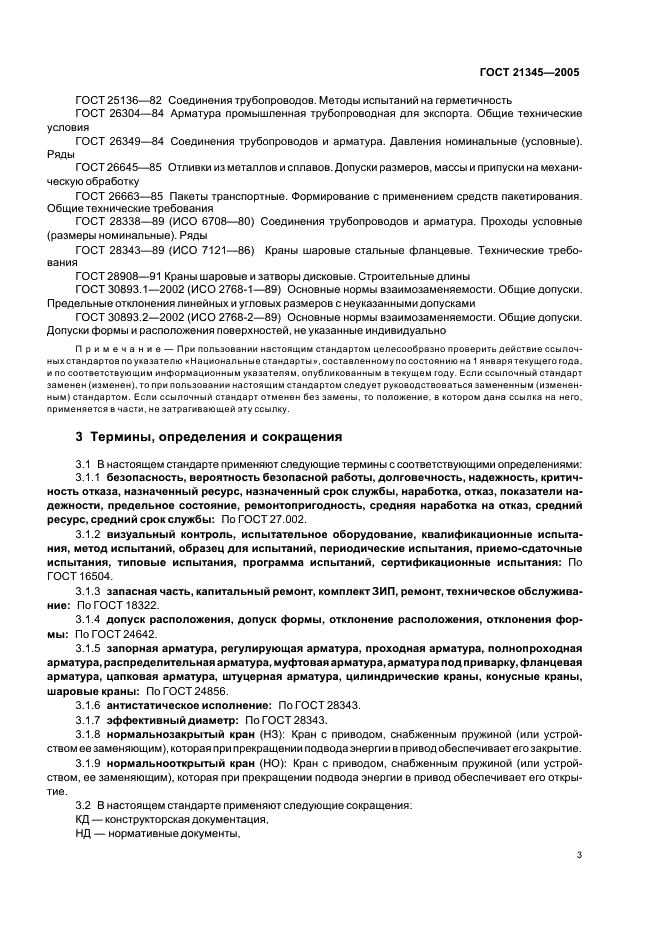 ГОСТ 21345—2005
ГОСТ 25136—82 Соединения трубопроводов. Методы испытаний на герметичность
ГОСТ 26304—84 Арматура промышленная трубопроводная для экспорта. Общие технические
условия
ГОСТ 26349—84 Соединения трубопроводов и арматура. Давления номинальные (условные).
Ряды
ГОСТ 26645—85 Отливки из металлов и сплавов. Допуски размеров, массы и припуски на механи-
ческую обработку
ГОСТ 26663—85 Пакеты транспортные. Формирование с применением средств пакетирования.
Общие технические требования
ГОСТ 28338—89 (ИСО 6708—80) Соединения трубопроводов и арматура. Проходы условные
(размеры номинальные). Ряды
ГОСТ 28343—89 (ИСО 7121—86) Краны шаровые стальные фланцевые. Технические требо-
вания
ГОСТ 28908—91 Краны шаровые и затворы дисковые. Строительные длины
ГОСТ 30893.1—2002 (ИСО 2768-1—89) Основные нормы взаимозаменяемости. Общие допуски.
Предельные отклонения линейных и угловых размеров с неуказанными допусками
ГОСТ 30893.2—2002 (ИСО 2768-2—89) Основные нормы взаимозаменяемости. Общие допуски.
Допуски формы и расположения поверхностей, не указанные индивидуально
Примечание — При пользовании настоящим стандартом целесообразно проверить действие ссылоч-
ных стандартов по указателю «Национальные стандарты», составленному по состоянию на 1 января текущего года,
и по соответствующим информационным указателям, опубликованным в текущем году. Если ссылочный стандарт
заменен (изменен), то при пользовании настоящим стандартом следует руководствоваться замененным (изменен-
ным) стандартом. Если ссылочный стандарт отменен без замены, то положение, в котором дана ссылка на него,
применяется в части, не затрагивающей эту ссылку.
3 Термины, определения и сокращения
3.1 В настоящем стандарте применяют следующие термины с соответствующими определениями:
3.1.1 безопасность, вероятность безопасной работы, долговечность, надежность, критич-
ность отказа, назначенный ресурс, назначенный срок службы, наработка, отказ, показатели на-
дежности, предельное состояние, ремонтопригодность, средняя наработка на отказ, средний
ресурс, средний срок службы: По ГОСТ 27.002.
3.1.2 визуальный контроль, испытательное оборудование, квалификационные испыта-
ния, метод испытаний, образец для испытаний, периодические испытания, приемо-сдаточные
испытания, типовые испытания, программа испытаний, сертификационные испытания: По
ГОСТ 16504.
3.1.3 запасная часть, капитальный ремонт, комплект ЗИП, ремонт, техническое обслужива-
ние: По ГОСТ 18322.
3.1.4 допуск расположения, допуск формы, отклонение расположения, отклонения фор-
мы: По ГОСТ 24642.
3.1.5 запорная арматура, регулирующая арматура, проходная арматура, полнопроходная
арматура, распределительная арматура, муфтовая арматура, арматура под приварку, фланцевая
арматура, цапковая арматура, штуцерная арматура, цилиндрические краны, конусные краны,
шаровые краны: По ГОСТ 24856.
3.1.6 антистатическое исполнение: По ГОСТ 28343.
3.1.7 эффективный диаметр: По ГОСТ 28343.
3.1.8 нормальнозакрытый кран (НЗ): Кран с приводом, снабженным пружиной (или устрой-
ством ее заменяющим), которая при прекращении подвода энергии в привод обеспечивает его закрытие.
3.1.9 нормальнооткрытый кран (НО): Кран с приводом, снабженным пружиной (или устрой-
ством, ее заменяющим), которая при прекращении подвода энергии в привод обеспечивает его откры-
тие.
3.2 В настоящем стандарте применяют следующие сокращения:
КД — конструкторская документация,
НД — нормативные документы,
3